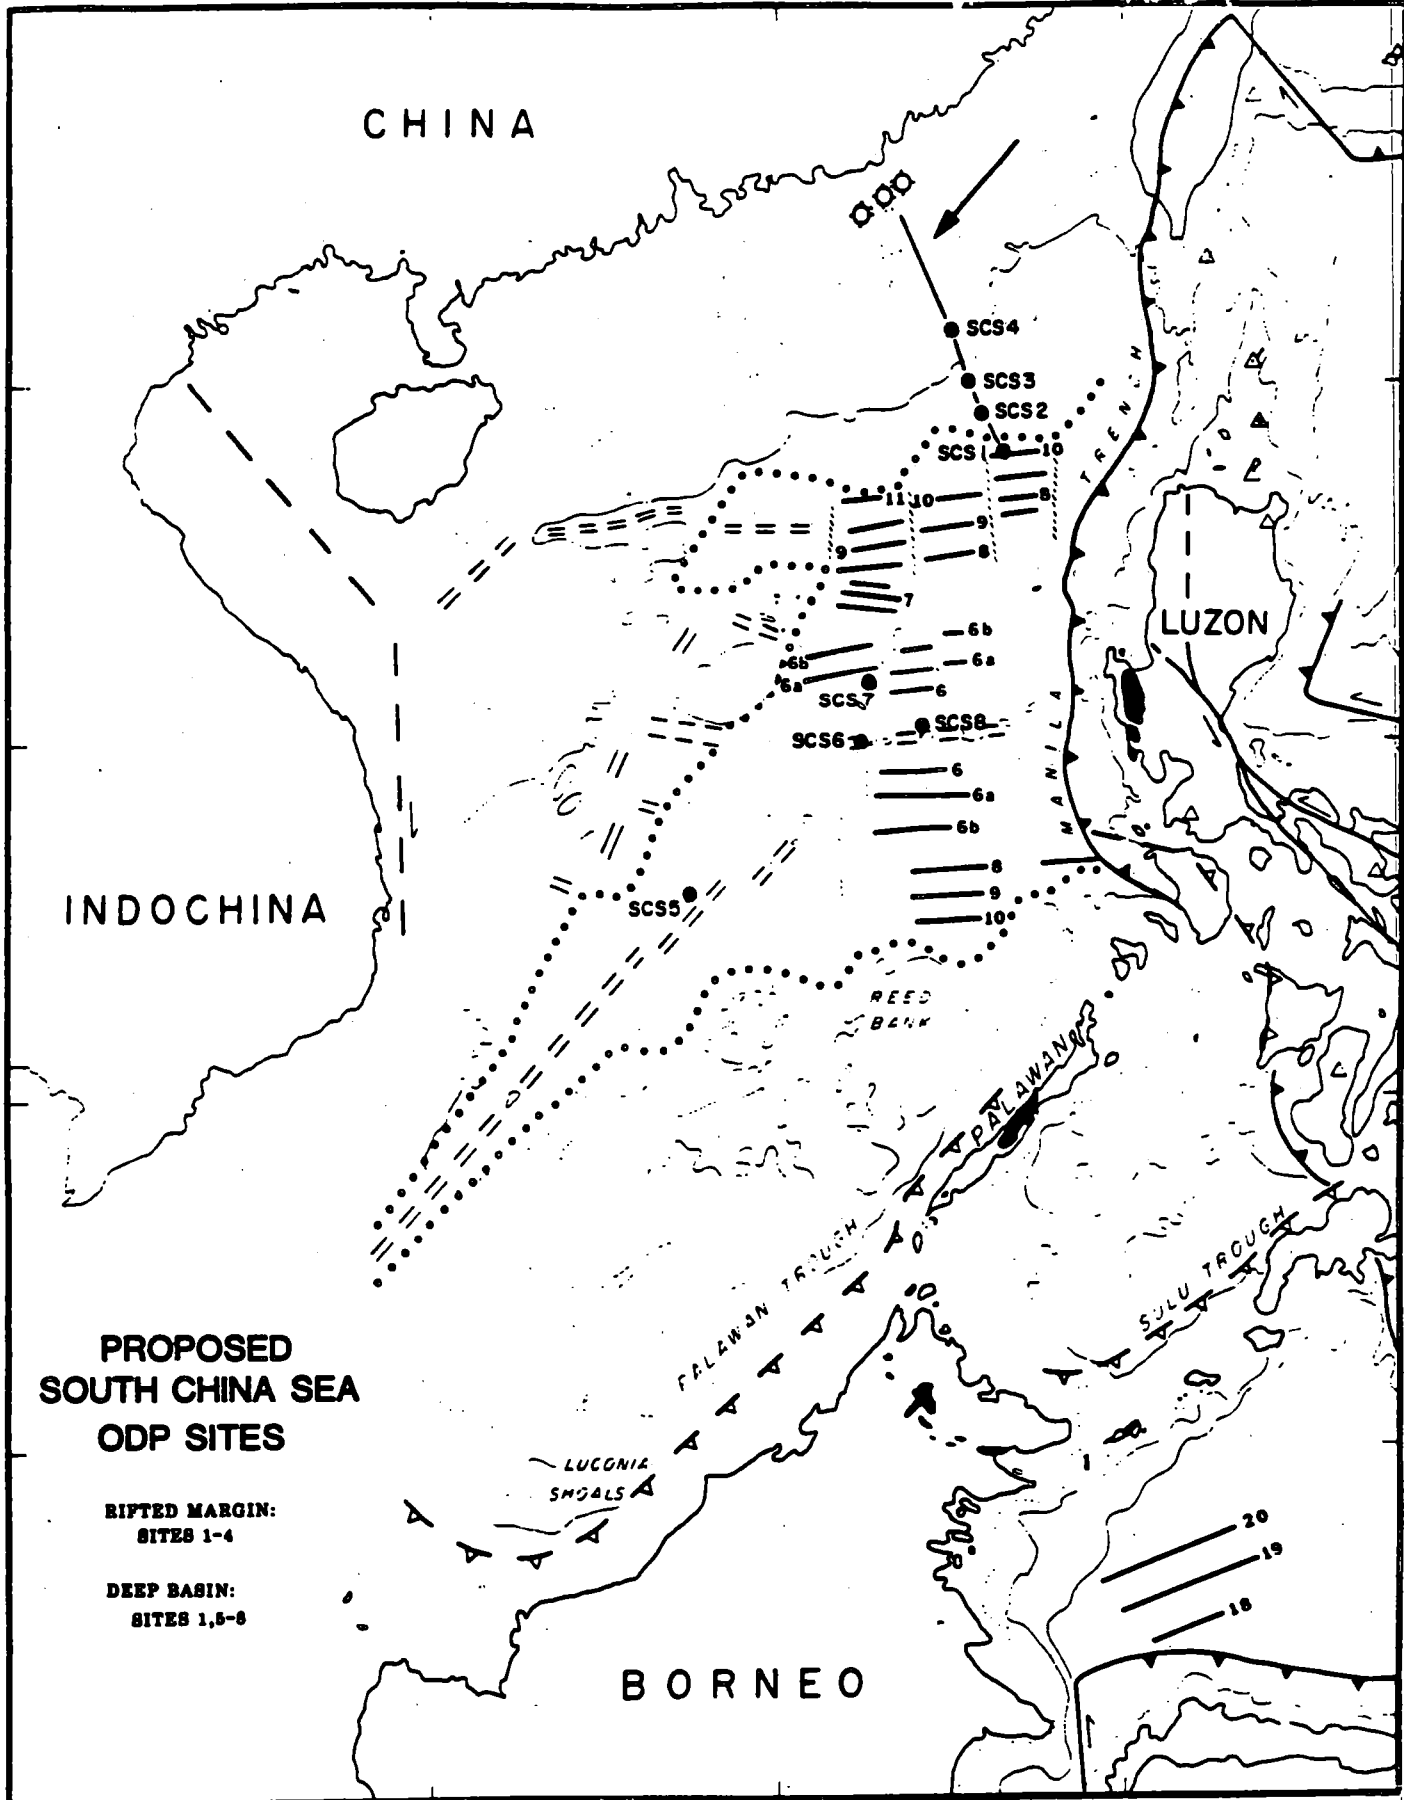 CHINA
SCS4
SCS3
SCS2
SCS1
10
11
10
8
9
9
8
7
6b
6b
6a
6a
6
SCS7
SCS8
SCS6
6
6a
6b
8
9
10
SCS5
MANILA TRENCH
LUZON
INDOCHINA
REED
BANK
PALAWAN
PALAWAN TROUGH
SULU TROUGH
PROPOSED
SOUTH CHINA SEA
ODP SITES
LUCONIA
SHOALS
RIFTED MARGIN:
SITES 1-4
DEEP BASIN:
SITES 1,5-8
20
19
18
BORNEO